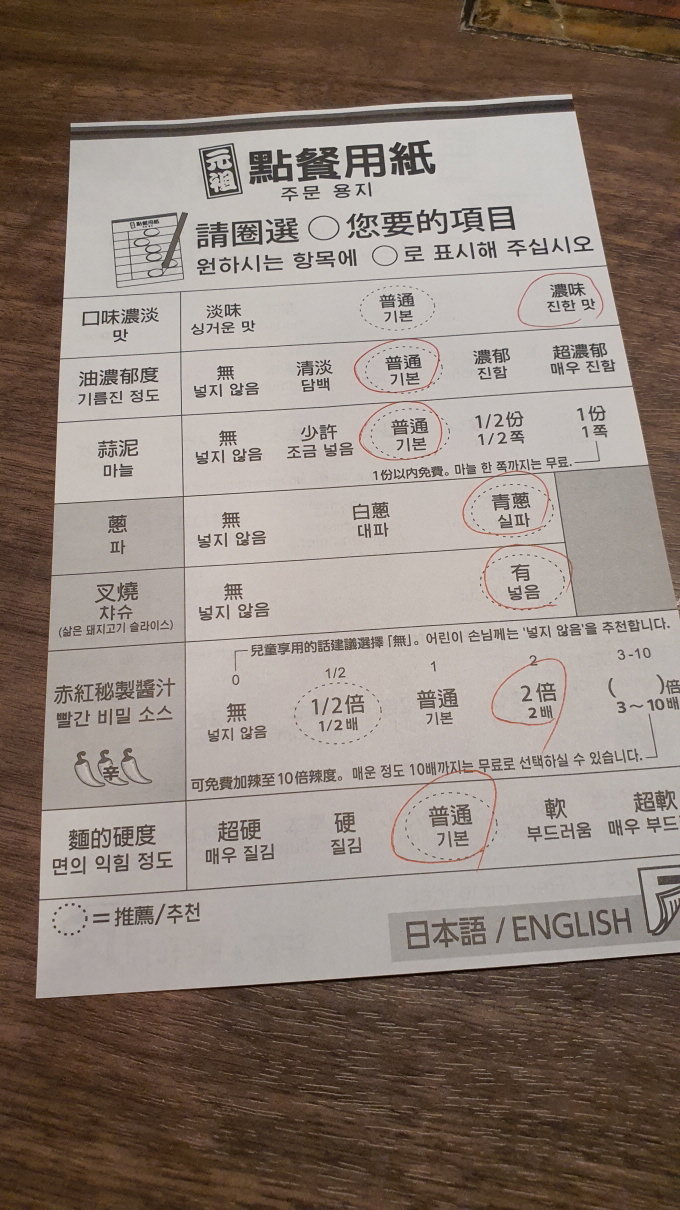 元祖 點餐用紙
주문 용지
請圈選 ○ 您要的項目
원하시는 항목에 ○로 표시해 주십시오
口味濃淡 淡味 普通 濃味
맛 싱거운 맛 기본 진한 맛
油濃郁度 無 清淡 普通 濃郁 超濃郁
기름진 정도 넣지 않음 담백 기본 진함 매우 진함
蒜泥 無 少許 普通 1/2份 1份
마늘 넣지 않음 조금 넣음 기본 1/2쪽 1쪽
1份以內免費。마늘 한 쪽까지는 무료.
蔥 無 白蔥 青蔥
파 넣지 않음 대파 실파
叉燒 無 有
챠슈 넣지 않음 넣음
(삶은 돼지고기 슬라이스)
兒童享用的話建議選擇「無」。어린이 손님께는 '넣지 않음'을 추천합니다.
0 1/2 1 2 3-10
赤紅秘製醬汁 無 1/2倍 普通 2倍 ( )倍
빨간 비밀 소스 넣지 않음 1/2배 기본 2배 3～10배
辛
可免費加辣至10倍辣度。매운 정도 10배까지는 무료로 선택하실 수 있습니다.
麵的硬度 超硬 硬 普通 軟 超軟
면의 익힘 정도 매우 질김 질김 기본 부드러움 매우 부드
= 推薦/추천
日本語 / ENGLISH